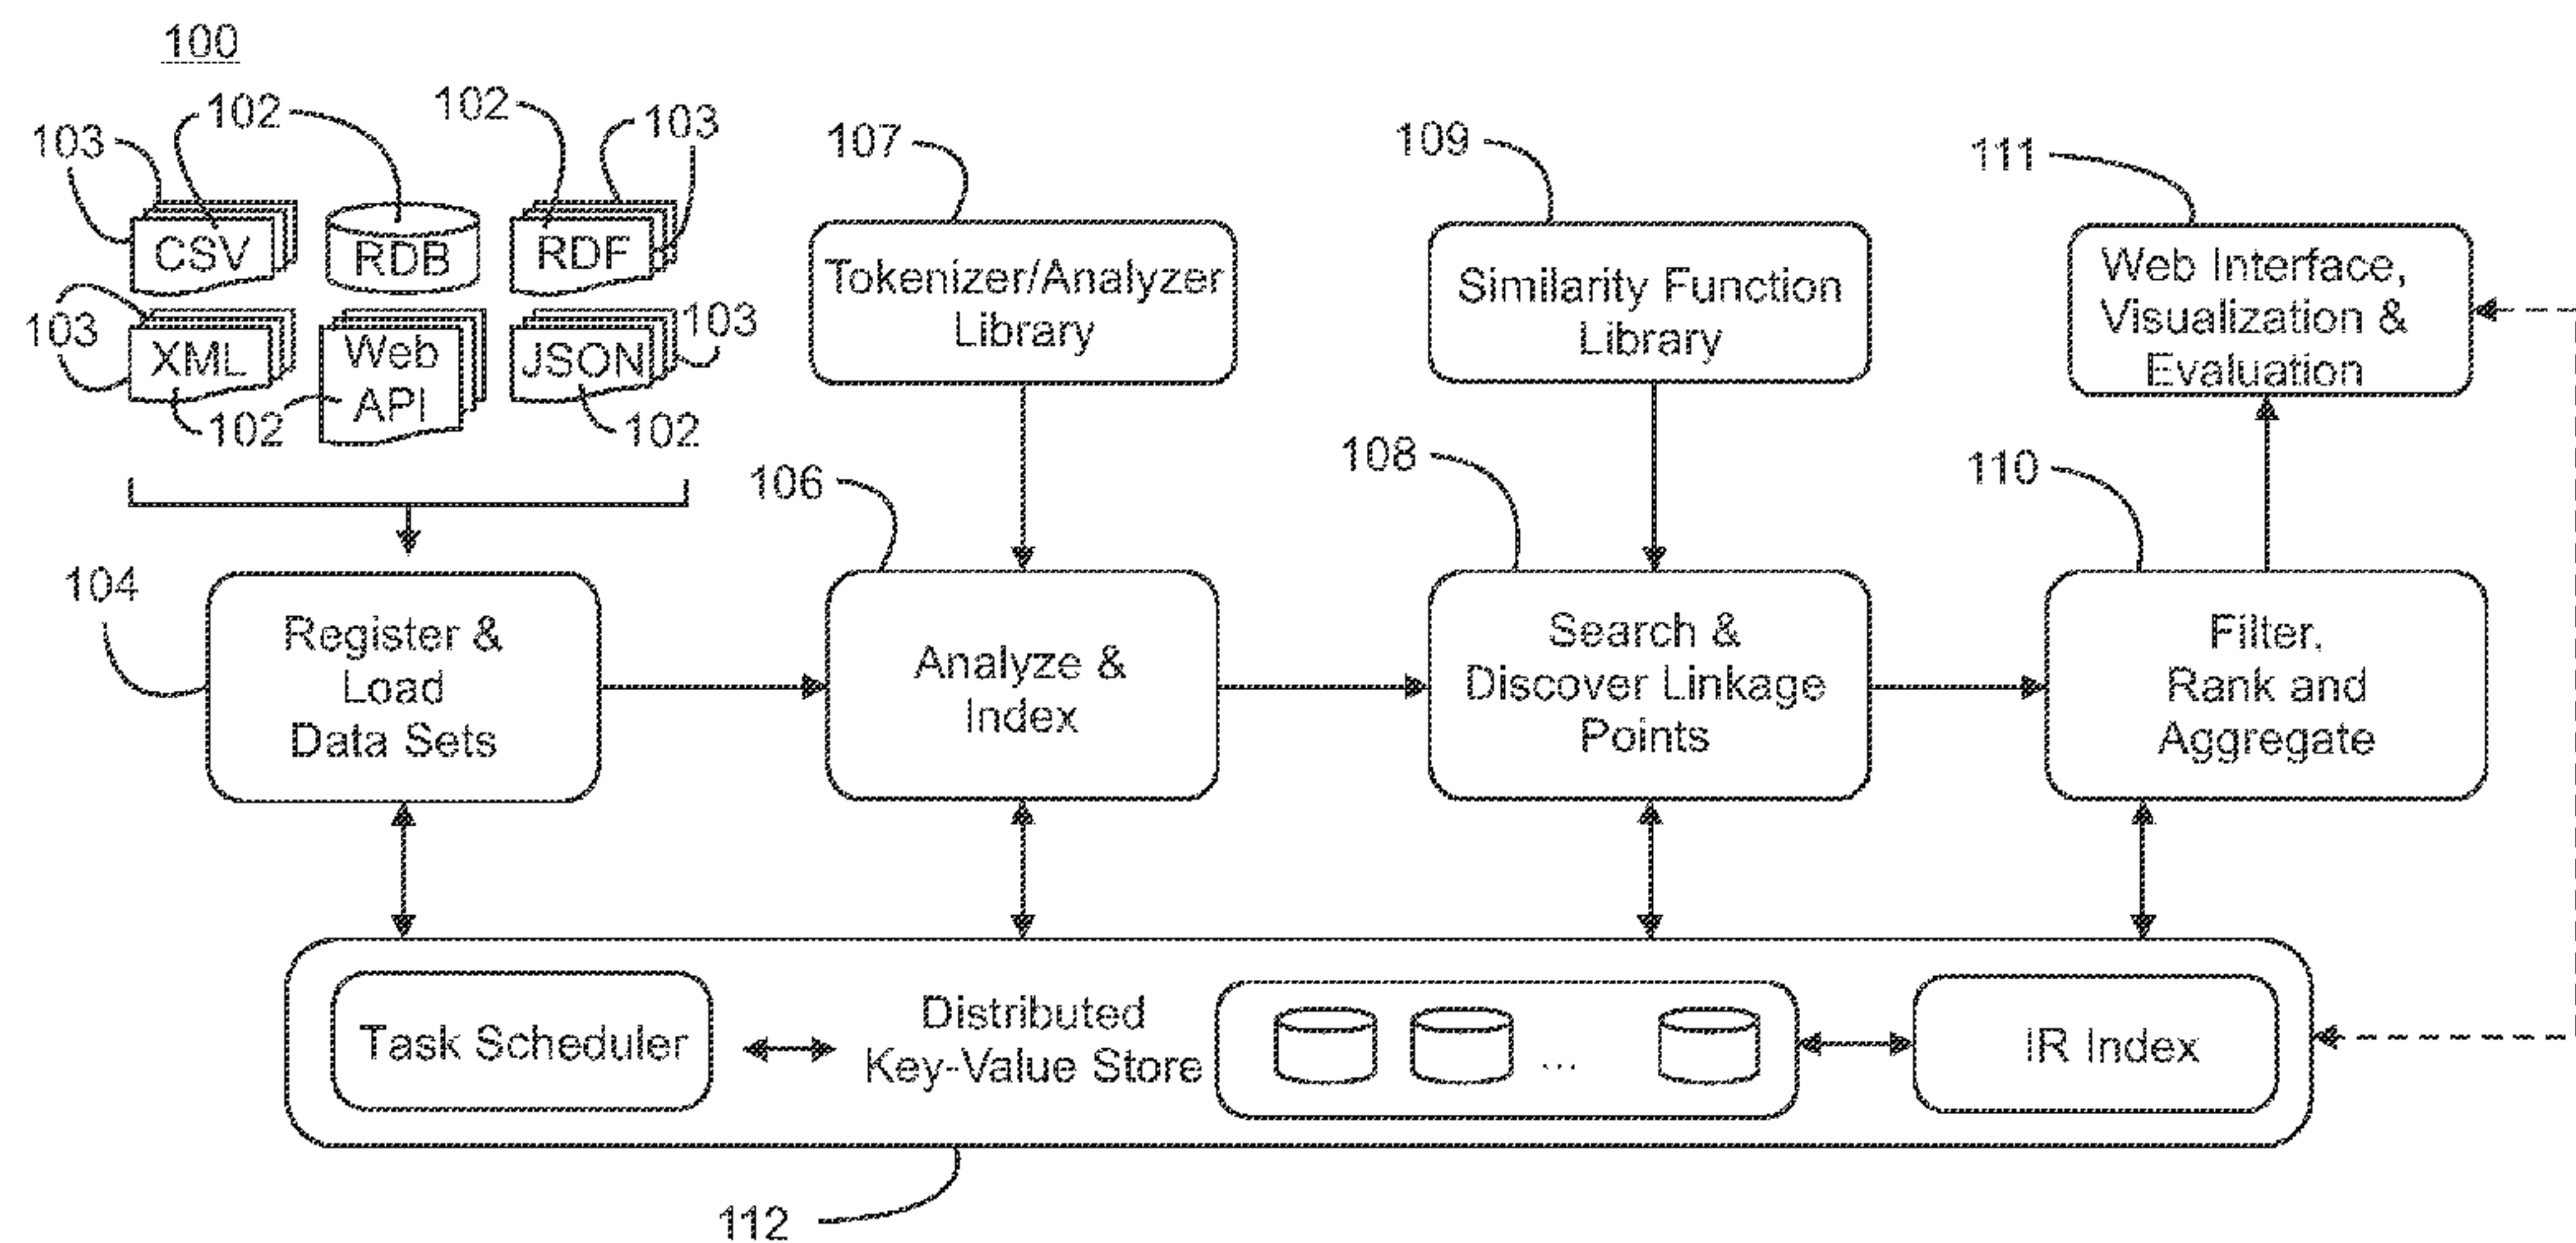 100
102
102
103
103
107
109
111
CSV
RDB
RDF
Tokenizer/Analyzer
Library
Similarity Function
Library
Web Interface,
Visualization &
Evaluation
103
XML
Web
API
JSON
103
102
102
106
108
110
104
Register &
Load
Data Sets
Analyze &
Index
Search &
Discover Linkage
Points
Filter,
Rank and
Aggregate
Task Scheduler
Distributed
Key-Value Store
...
IR Index
112